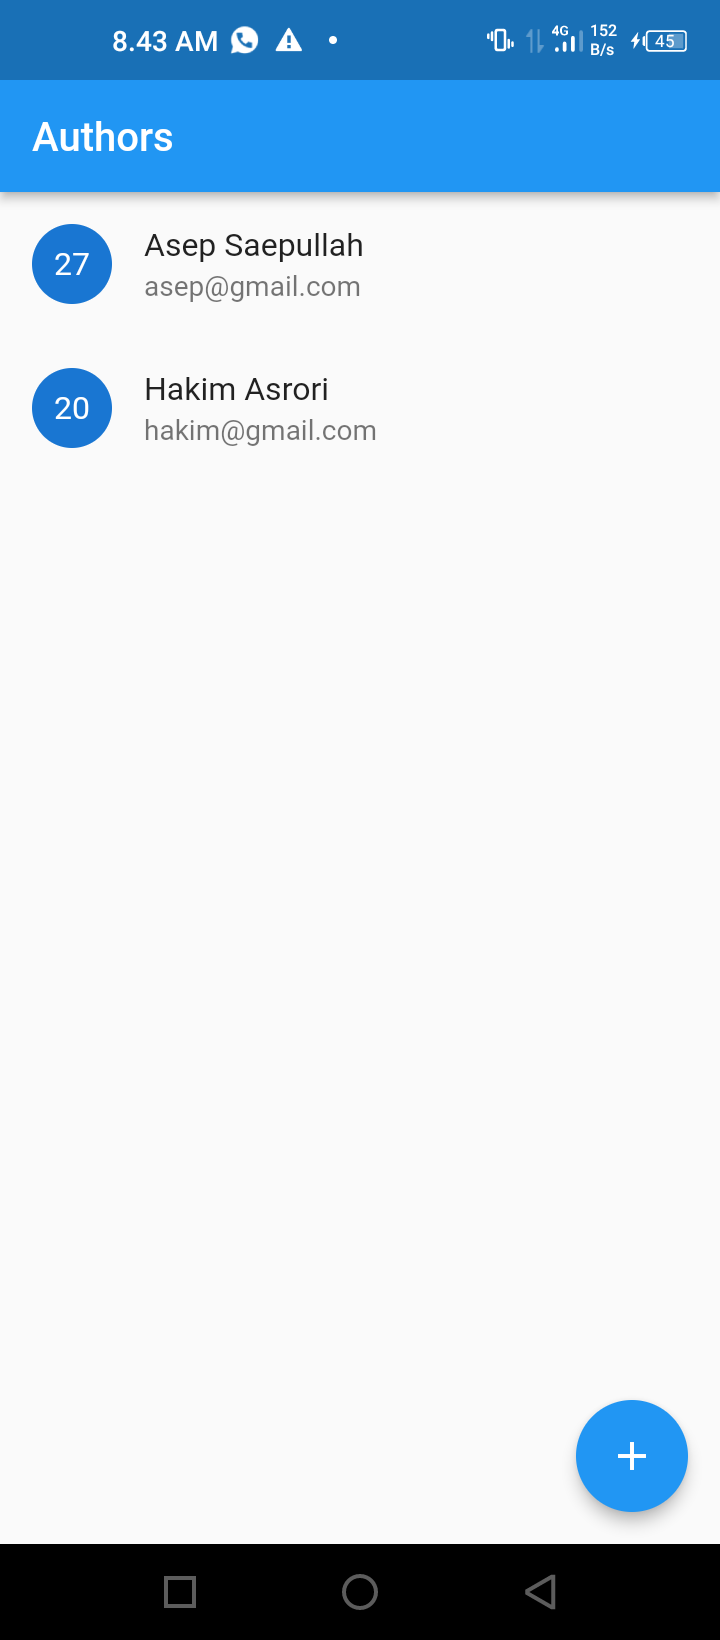 8.43 AM 4G 152 B/s 45
Authors
27
Asep Saepullah
asep@gmail.com
20
Hakim Asrori
hakim@gmail.com